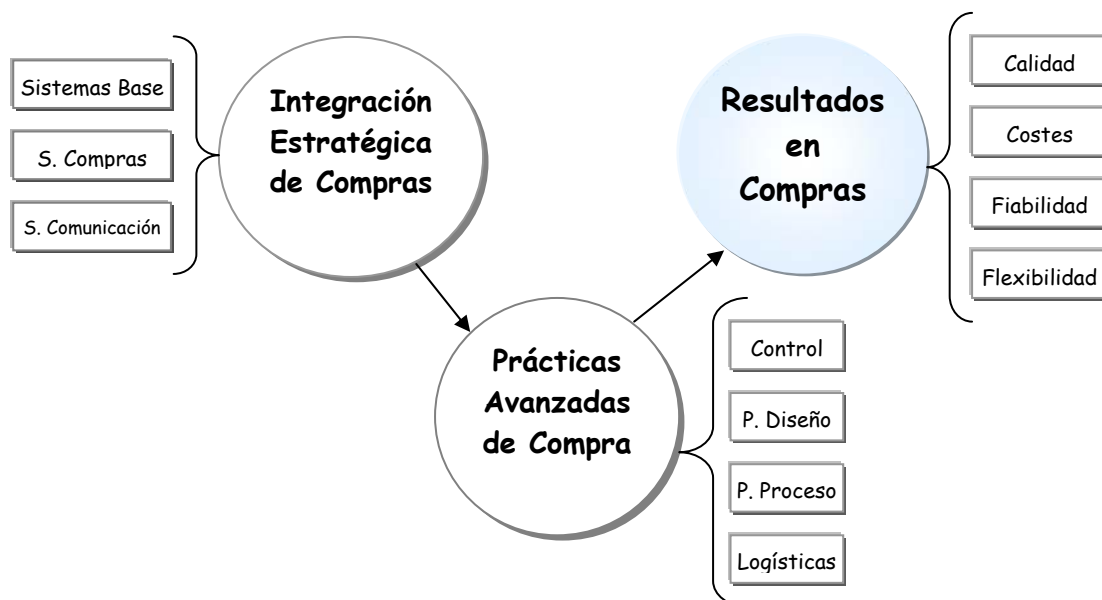 Sistemas Base
S. Compras
S. Comunicación
Integración
Estratégica
de Compras
Resultados
en
Compras
Calidad
Costes
Fiabilidad
Flexibilidad
Prácticas
Avanzadas
de Compra
Control
P. Diseño
P. Proceso
Logísticas